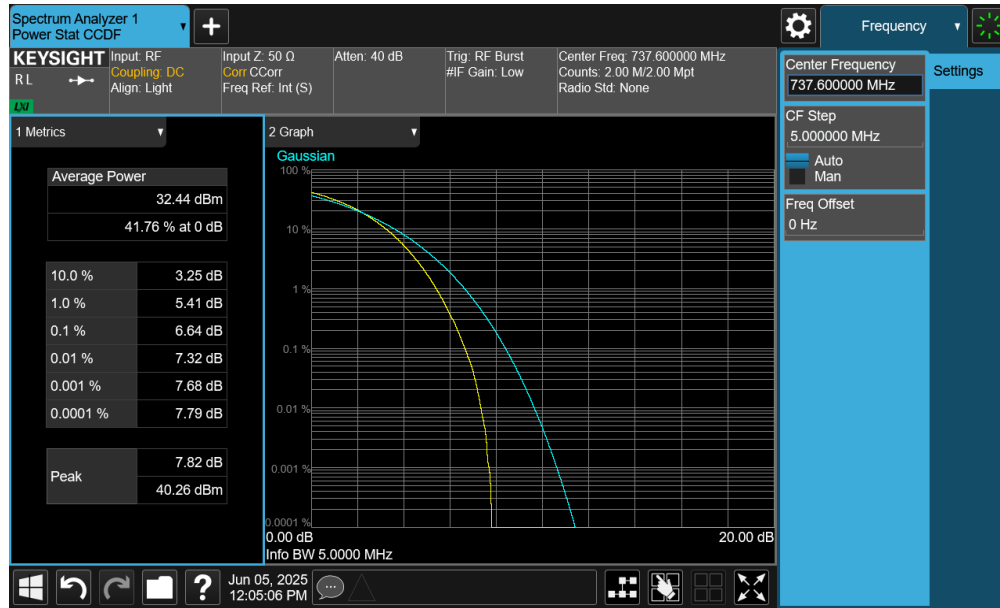 Spectrum Analyzer 1
Power Stat CCDF
+
Frequency
KEYSIGHT
RL
LXI
Input: RF
Coupling: DC
Align: Light
Input Z: 50 Ω
Corr CCorr
Freq Ref: Int (S)
Atten: 40 dB
Trig: RF Burst
#IF Gain: Low
Center Freq: 737.600000 MHz
Counts: 2.00 M/2.00 Mpt
Radio Std: None
Center Frequency
737.600000 MHz
Settings
CF Step
5.000000 MHz
Auto
Man
Freq Offset
0 Hz
1 Metrics
Average Power
32.44 dBm
41.76 % at 0 dB
10.0 % 3.25 dB
1.0 % 5.41 dB
0.1 % 6.64 dB
0.01 % 7.32 dB
0.001 % 7.68 dB
0.0001 % 7.79 dB
Peak
7.82 dB
40.26 dBm
2 Graph
Gaussian
100 %
10 %
1 %
0.1 %
0.01 %
0.001 %
0.0001 %
0.00 dB 20.00 dB
Info BW 5.0000 MHz
?
Jun 05, 2025
12:05:06 PM